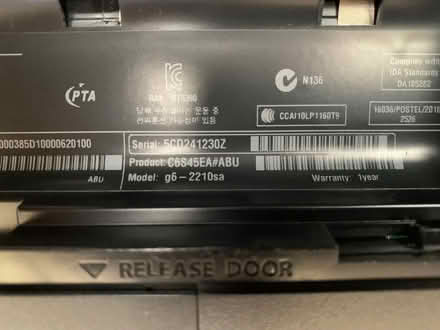 Complies with
IDA Standards
DA105282
PTA
N136
CCAI10LP1160T9
2526
000385D10000620100
ABU
Serial: 5CD241230Z
Product: C6S45EA#ABU
Model: g6-2210sa
Warranty: 1year
RELEASE DOOR